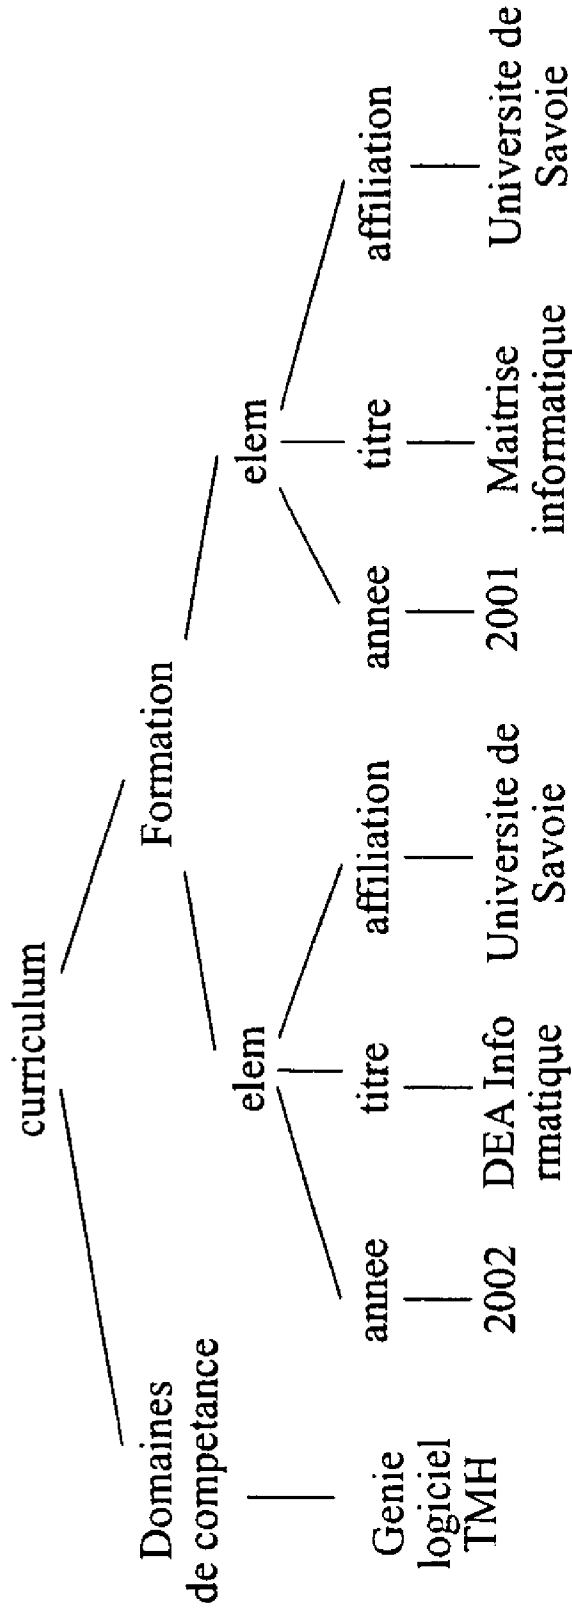 curriculum
Domaines
de competance
Formation
elem
elem
annee
titre
affiliation
annee
titre
affiliation
Genie
logiciel
TMH
2002
DEA Info
rmatique
Universite de
Savoie
2001
Maitrise
informatique
Universite de
Savoie